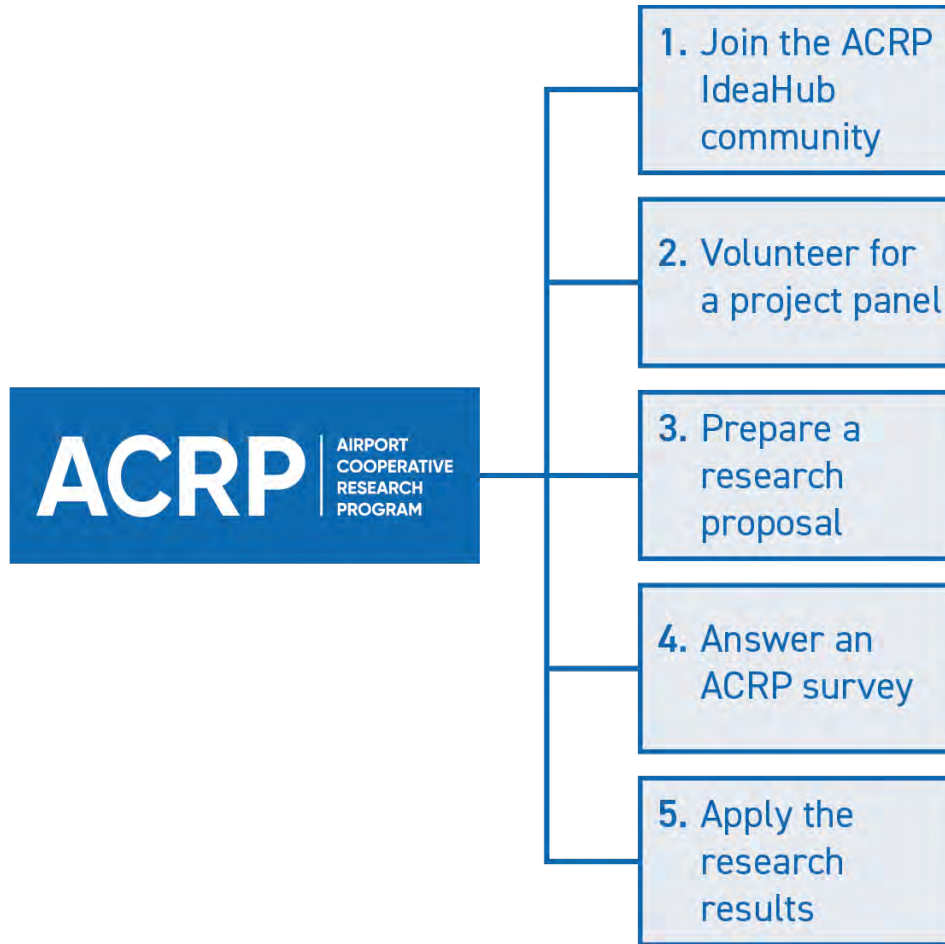 1. Join the ACRP
IdeaHub
community
2. Volunteer for
a project panel
ACRP
AIRPORT
COOPERATIVE
RESEARCH
PROGRAM
3. Prepare a
research
proposal
4. Answer an
ACRP survey
5. Apply the
research
results